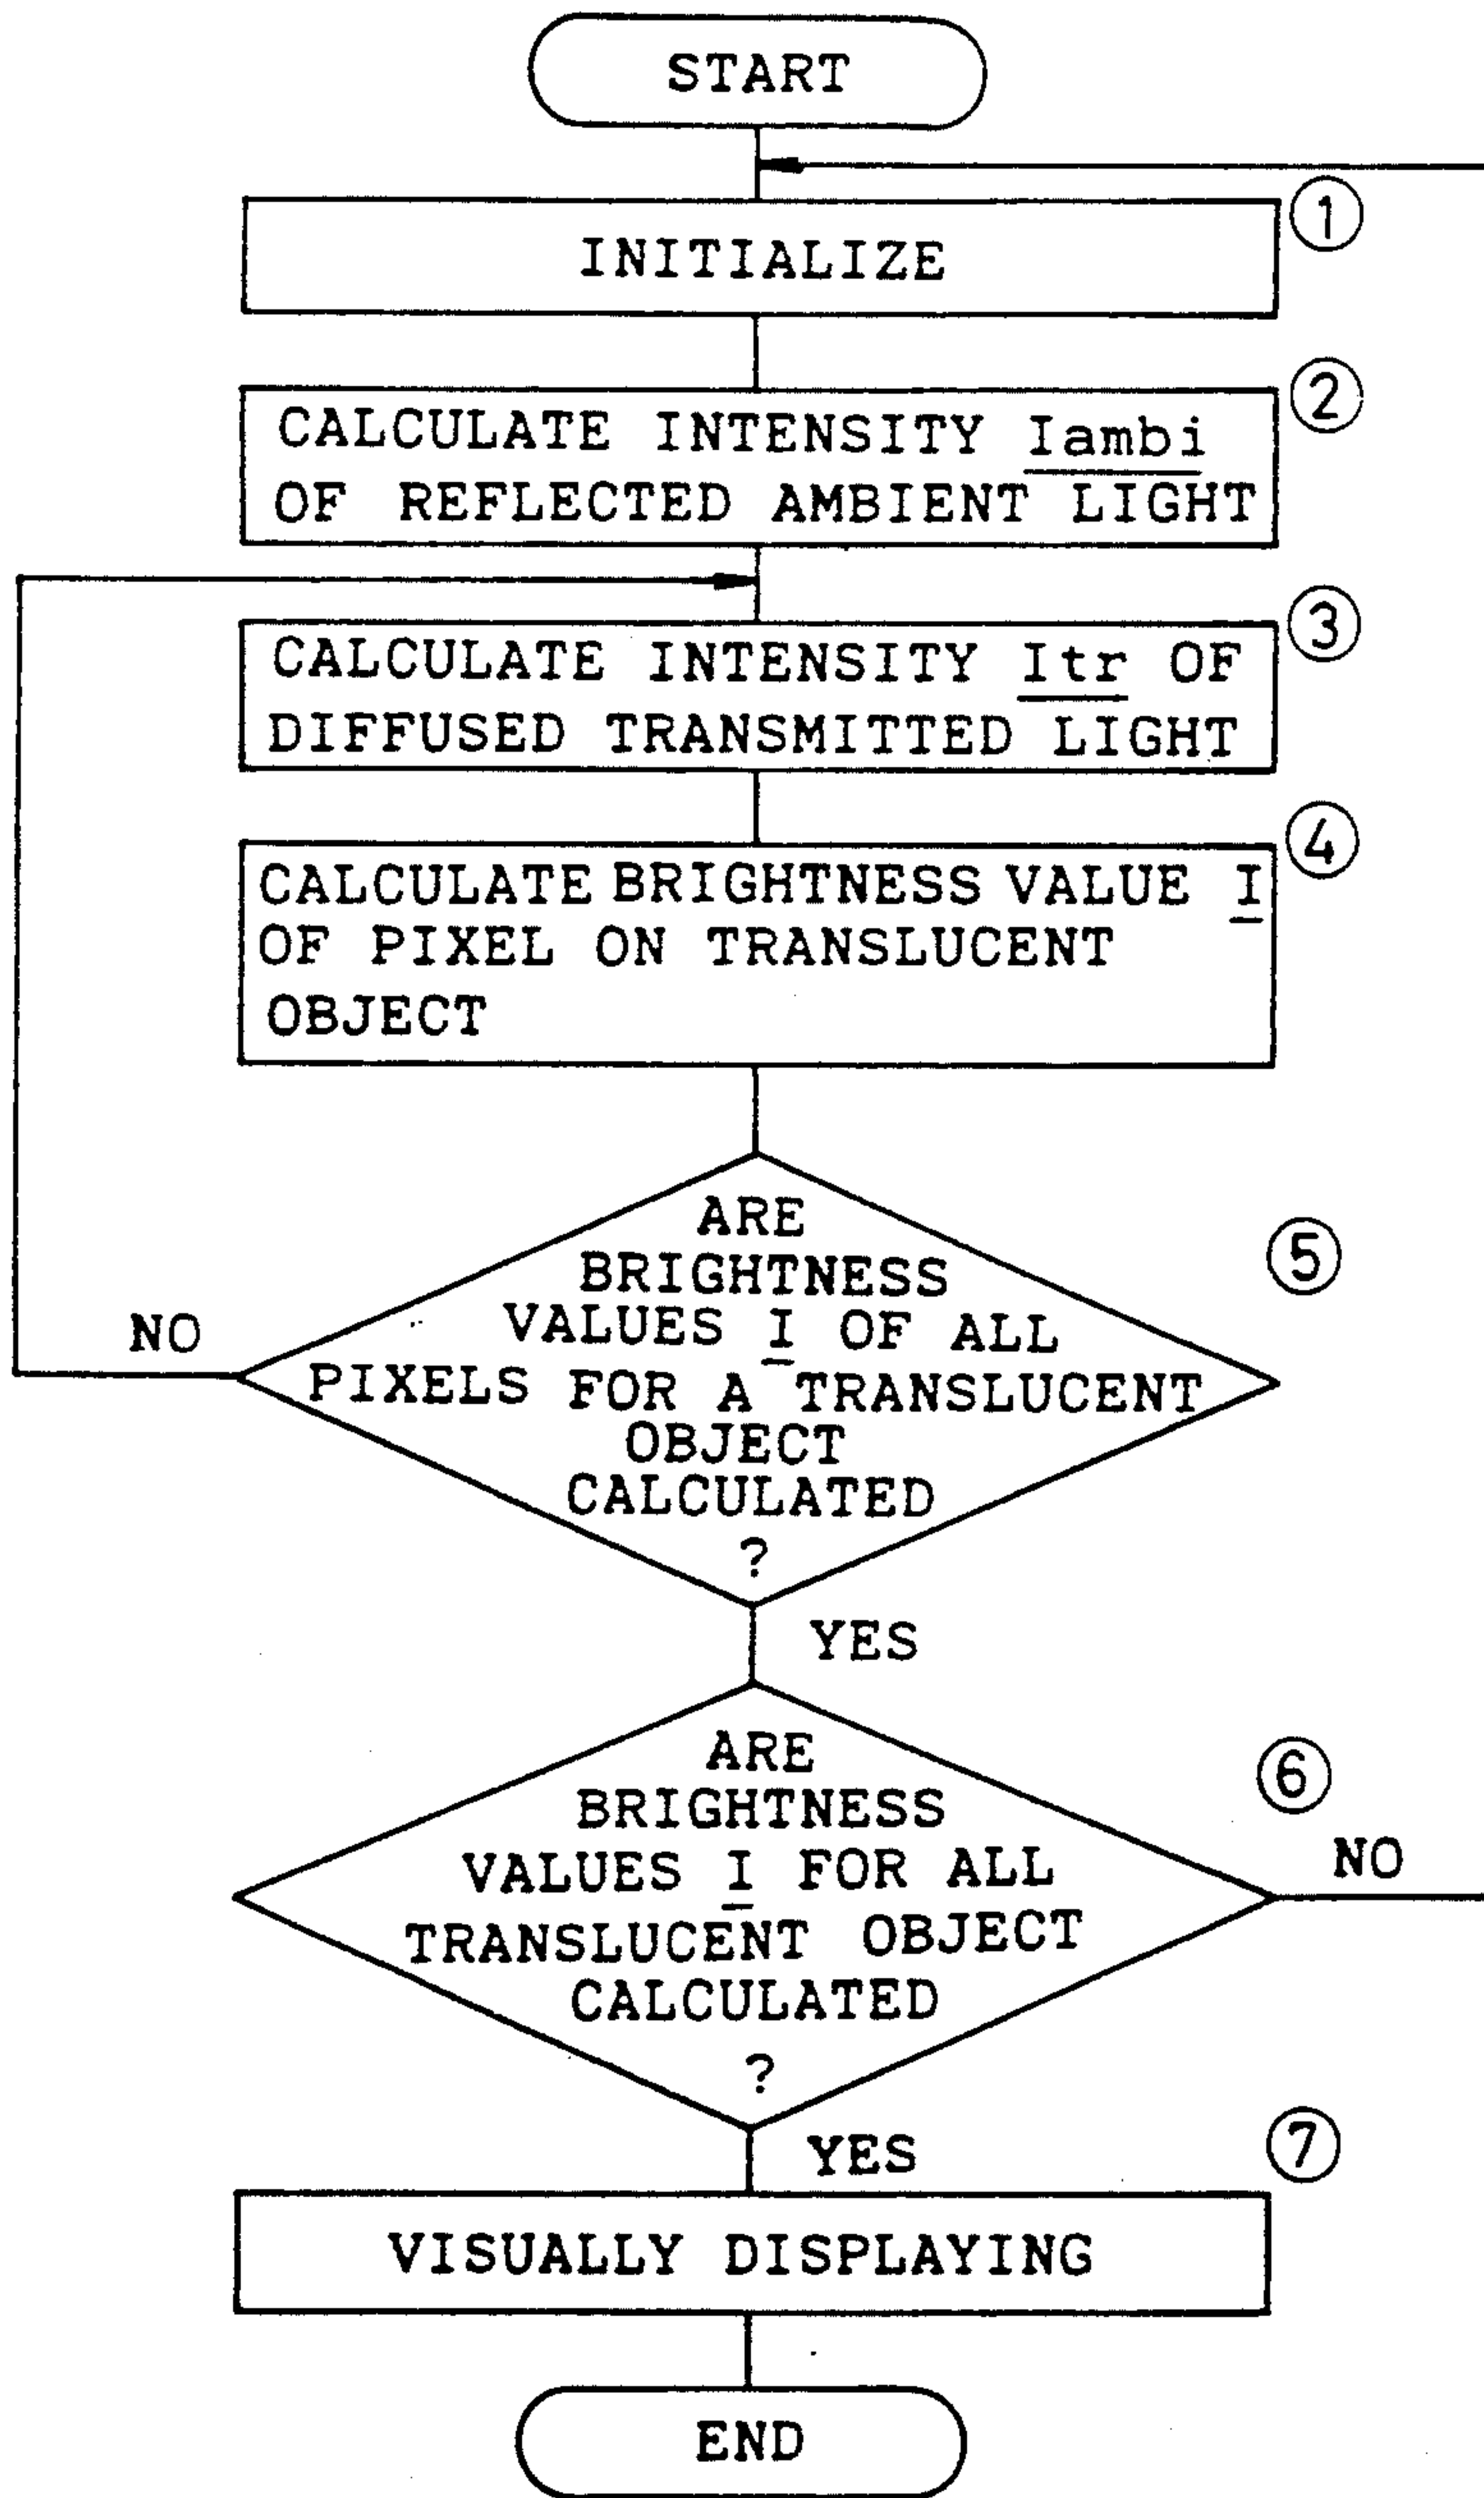 START
①
INITIALIZE
②
CALCULATE INTENSITY Iambi
OF REFLECTED AMBIENT LIGHT
③
CALCULATE INTENSITY Itr OF
DIFFUSED TRANSMITTED LIGHT
④
CALCULATE BRIGHTNESS VALUE I
OF PIXEL ON TRANSLUCENT
OBJECT
⑤
ARE
BRIGHTNESS
VALUES I OF ALL
PIXELS FOR A TRANSLUCENT
OBJECT
CALCULATED
?
NO
YES
⑥
ARE
BRIGHTNESS
VALUES I FOR ALL
TRANSLUCENT OBJECT
CALCULATED
?
NO
YES
⑦
VISUALLY DISPLAYING
END